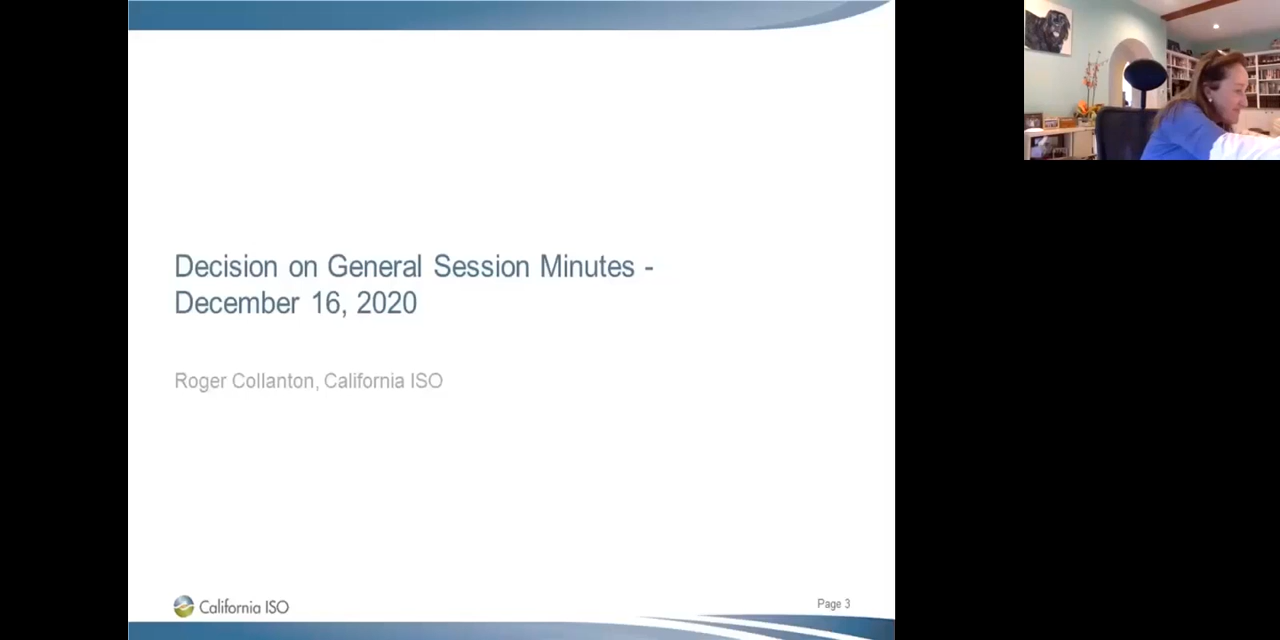 Decision on General Session Minutes -
December 16, 2020
Roger Collanton, California ISO
California ISO
Page 3